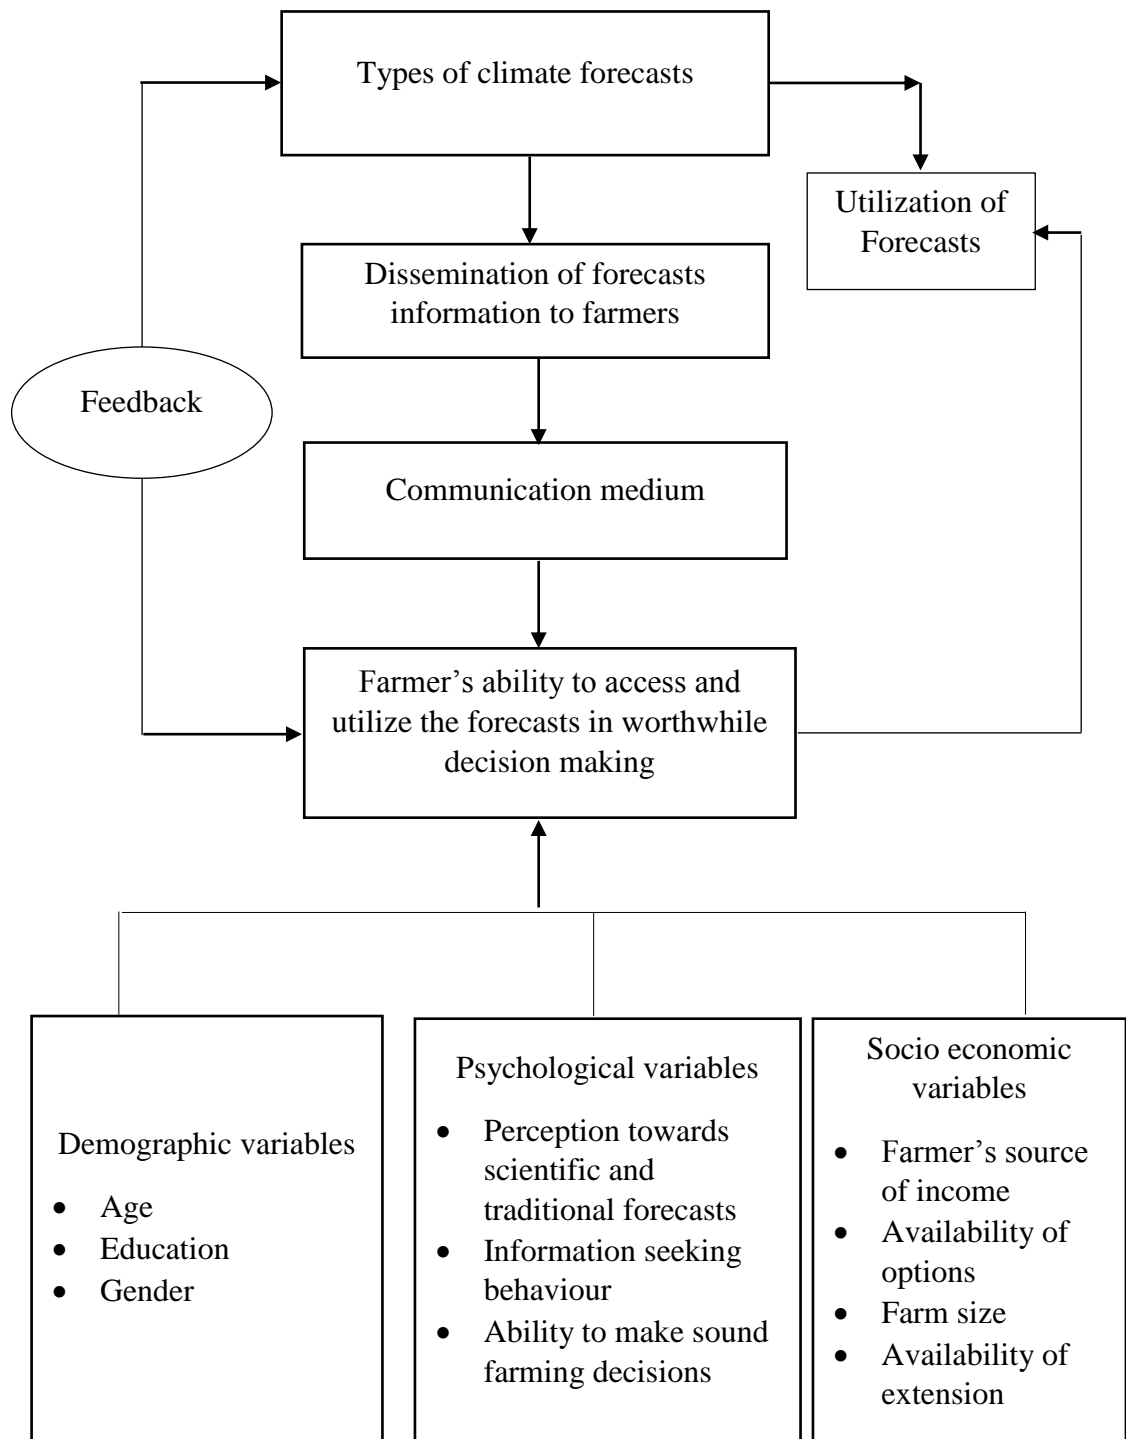 Types of climate forecasts
Utilization of
Forecasts
Dissemination of forecasts
information to farmers
Feedback
Communication medium
Farmer’s ability to access and
utilize the forecasts in worthwhile
decision making
Demographic variables
• Age
• Education
• Gender
Psychological variables
• Perception towards
scientific and
traditional forecasts
• Information seeking
behaviour
• Ability to make sound
farming decisions
Socio economic
variables
• Farmer’s source
of income
• Availability of
options
• Farm size
• Availability of
extension